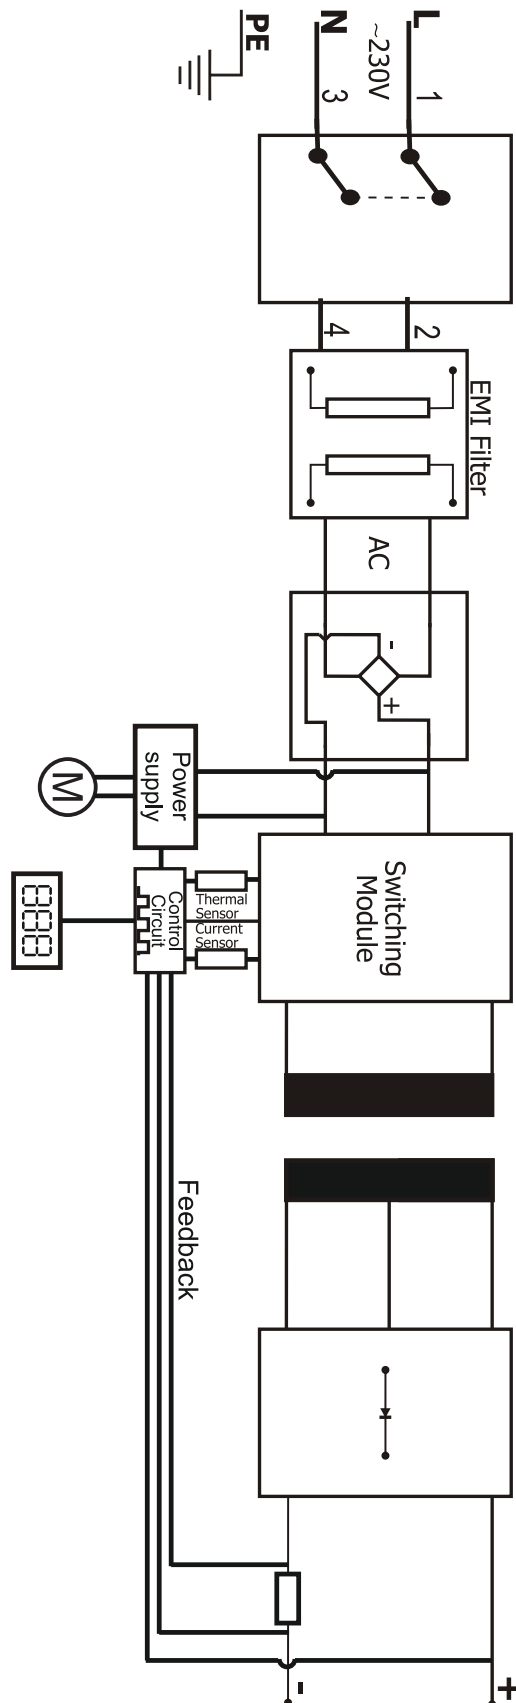 L
N
PE
~230V
1
3
2
4
EMI Filter
AC
-
+
Power
supply
M
Switching
Module
Thermal
Sensor
Current
Sensor
Control
Circuit
888
Feedback
-
+